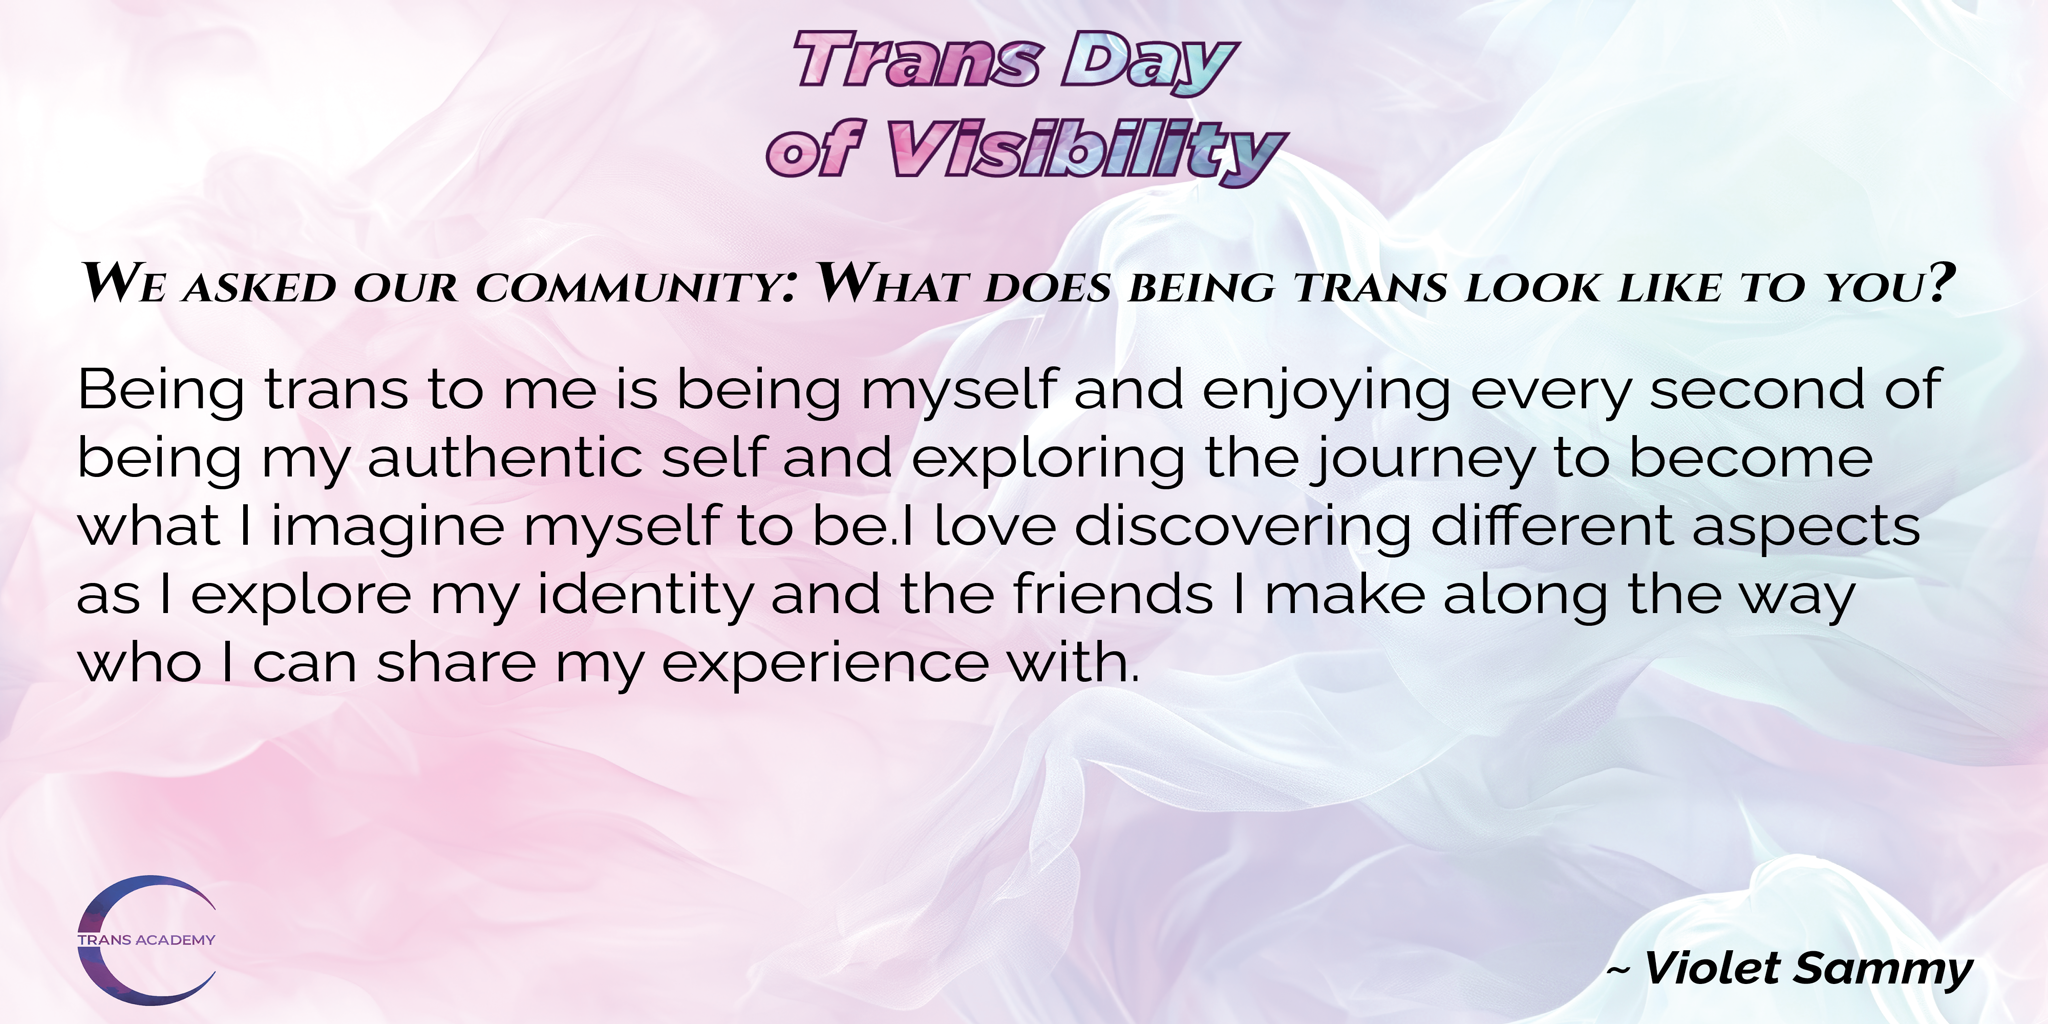 Trans Day
of Visibility
We asked our community: What does being trans look like to you?
Being trans to me is being myself and enjoying every second of
being my authentic self and exploring the journey to become
what I imagine myself to be.I love discovering different aspects
as I explore my identity and the friends I make along the way
who I can share my experience with.
TRANS ACADEMY
~ Violet Sammy